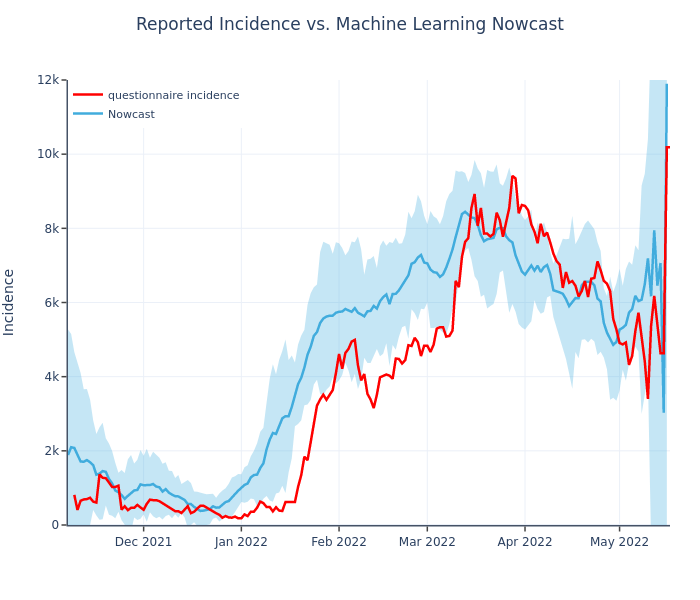 Reported Incidence vs. Machine Learning Nowcast
12k
10k
8k
6k
4k
2k
0
Incidence
questionnaire incidence
Nowcast
Dec 2021
Jan 2022
Feb 2022
Mar 2022
Apr 2022
May 2022